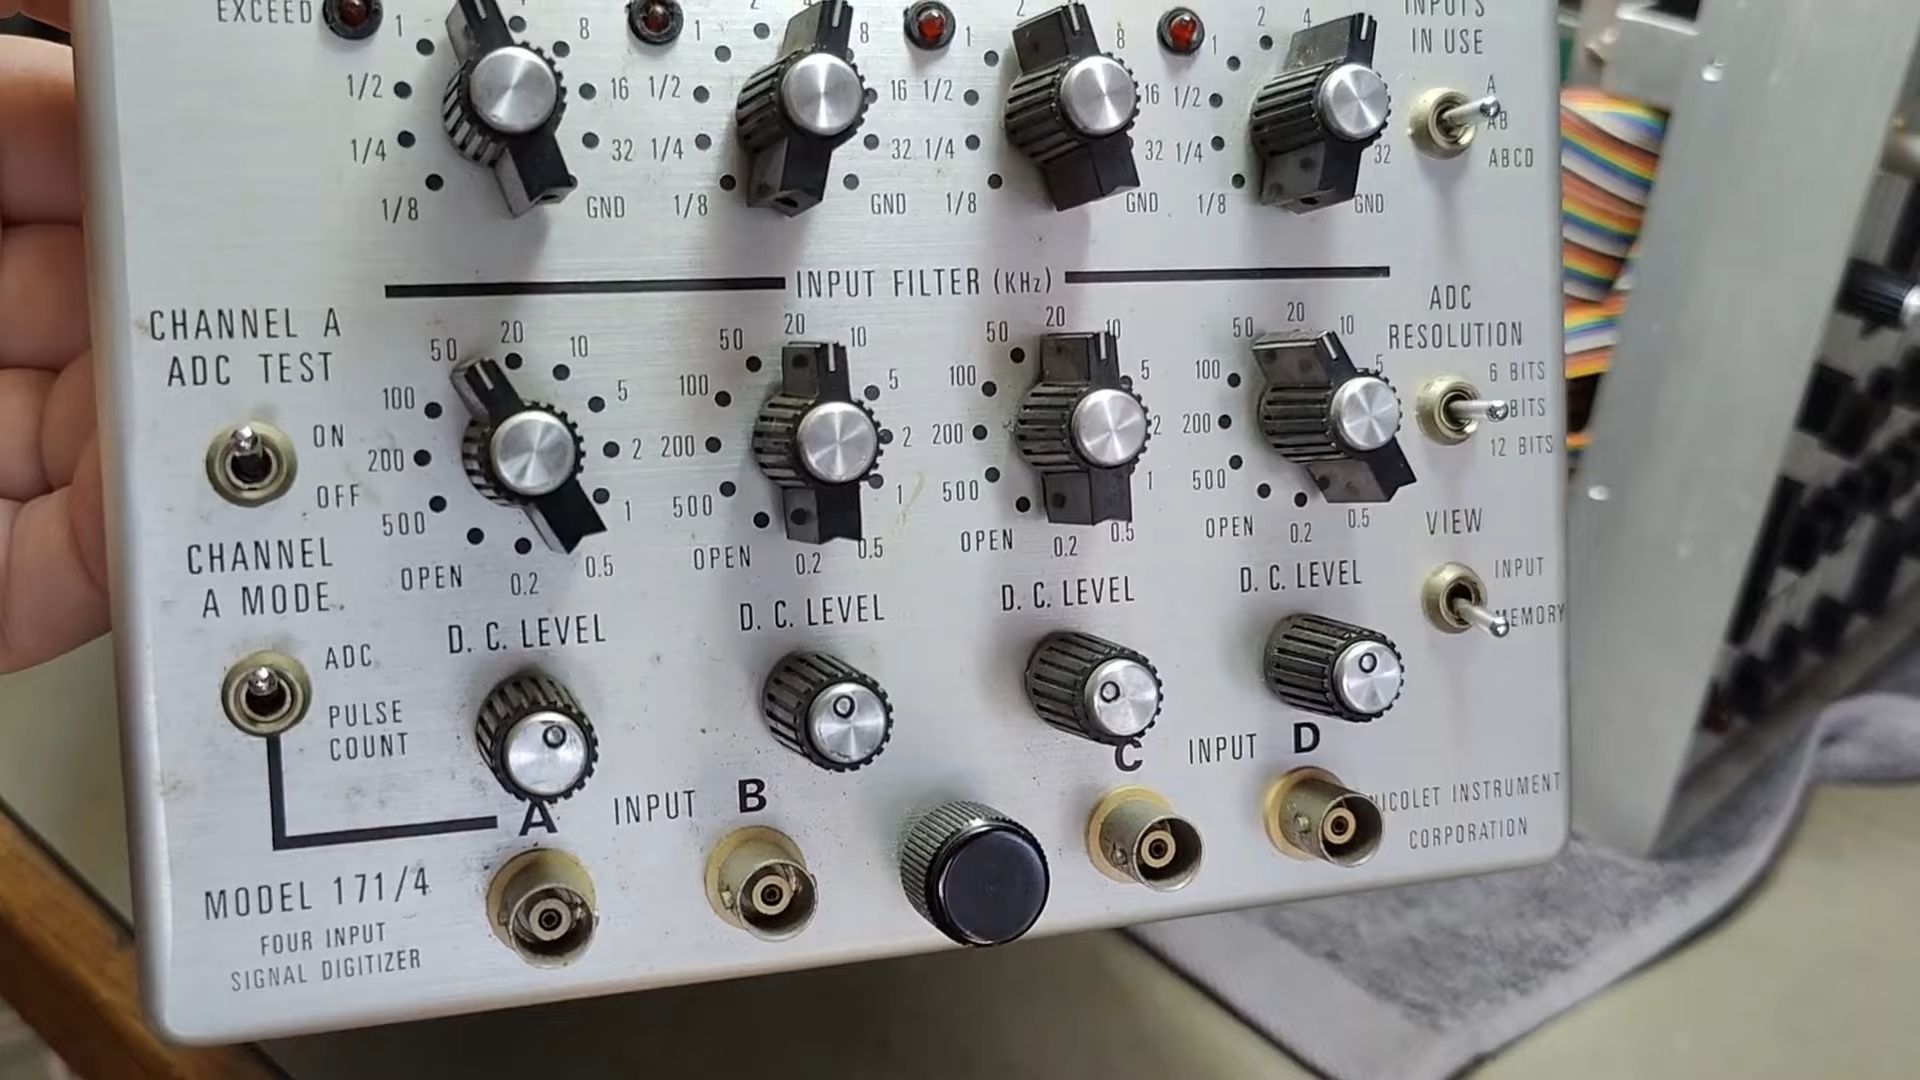 EXCEED
INPUTS
IN USE
1 8 1 8 2 1 8 2 4 1
1/2 16 1/2 16 1/2 16 1/2 A
AB
1/4 32 1/4 32 1/4 32 1/4 32 ABCD
1/8 GND 1/8 GND 1/8 GND 1/8 GND
INPUT FILTER (KHz)
CHANNEL A
ADC TEST
ON
OFF
50 20 10
100 5
200 2
500 1
OPEN 0.2 0.5
50 20 10
100 5
200 2
500 1
OPEN 0.2 0.5
50 20 10
100 5
200 2
500 1
OPEN 0.2 0.5
50 20 10
100 5
200
500
OPEN 0.2 0.5
ADC
RESOLUTION
6 BITS
BITS
12 BITS
VIEW
INPUT
MEMORY
CHANNEL
A MODE
ADC
PULSE
COUNT
D. C. LEVEL D. C. LEVEL D. C. LEVEL D. C. LEVEL
A INPUT B C INPUT D
MODEL 171/4
FOUR INPUT
SIGNAL DIGITIZER
NICOLET INSTRUMENT
CORPORATION